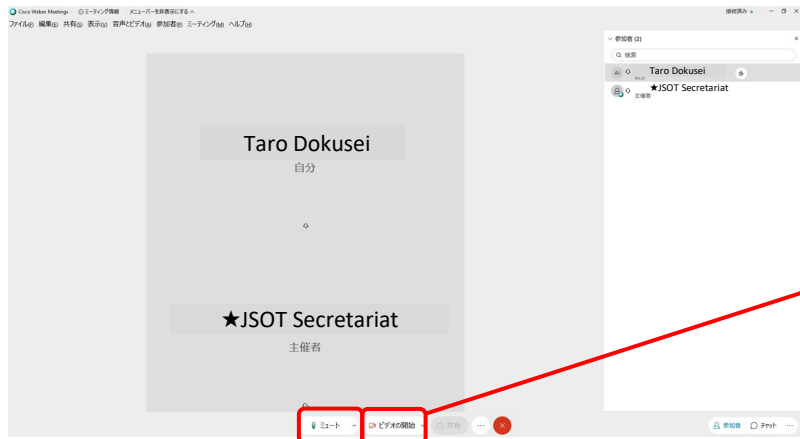 Cisco Webex Meetings ミーティング情報 メニューバーを非表示にする 接続済み
ファイル(F) 編集(E) 共有(S) 表示(V) 音声とビデオ(A) 参加者(P) ミーティング(M) ヘルプ(H)
参加者 (2)
検索
Taro Dokusei
★JSOT Secretariat
主催者
Taro Dokusei
自分
★JSOT Secretariat
主催者
ミュート ビデオの開始 共有 参加者 チャット